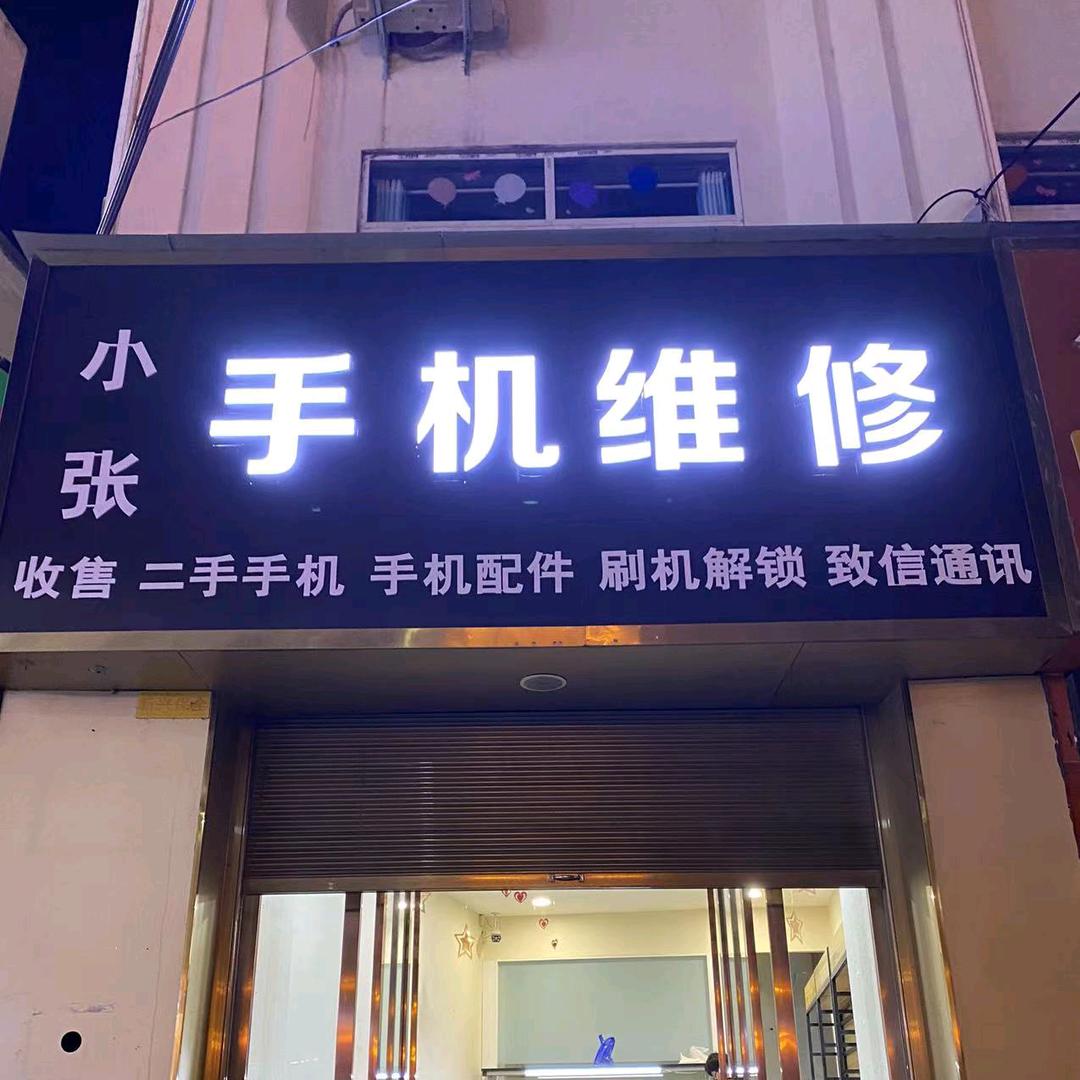 小张
手机维修
收售 二手手机 手机配件 刷机解锁 致信通讯